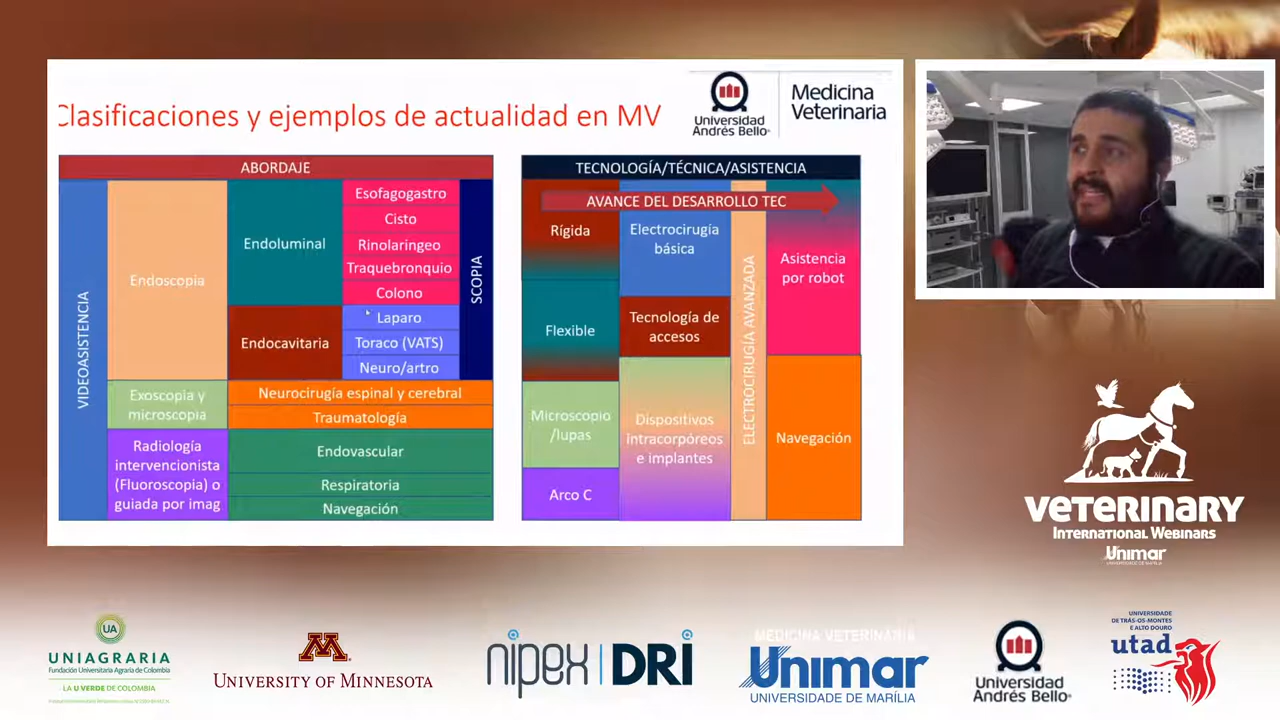 Clasificaciones y ejemplos de actualidad en MV
Universidad
Andrés Bello
Medicina
Veterinaria
ABORDAJE
VIDEOASISTENCIA
Endoscopia
Endoluminal
Esofagogastro
Cisto
Rinolaríngeo
Traquebronquio
Colono
SCOPIA
Endocavitaria
Laparo
Toraco (VATS)
Neuro/artro
Exoscopia y
microscopia
Neurocirugía espinal y cerebral
Traumatología
Radiología
intervencionista
(Fluoroscopia) o
guiada por imag
Endovascular
Respiratoria
Navegación
TECNOLOGÍA/TÉCNICA/ASISTENCIA
AVANCE DEL DESARROLLO TEC
Rígida
Electrocirugía
básica
ELECTROCIRUGÍA AVANZADA
Asistencia
por robot
Flexible
Tecnología de
accesos
Microscopio
/lupas
Dispositivos
intracorpóreos
e implantes
Navegación
Arco C
VETERINARY
INTERNATIONAL WEBINARS
Unimar
UA
UNIAGRARIA
Fundación Universitaria Agraria de Colombia
LA U VERDE DE COLOMBIA
M
UNIVERSITY OF MINNESOTA
nipex DRI
MEDICINA VETERINÁRIA
Unimar
UNIVERSIDADE DE MARÍLIA
Universidad
Andrés Bello
UNIVERSIDADE
DE TRÁS-OS-MONTES
E ALTO DOURO
utad